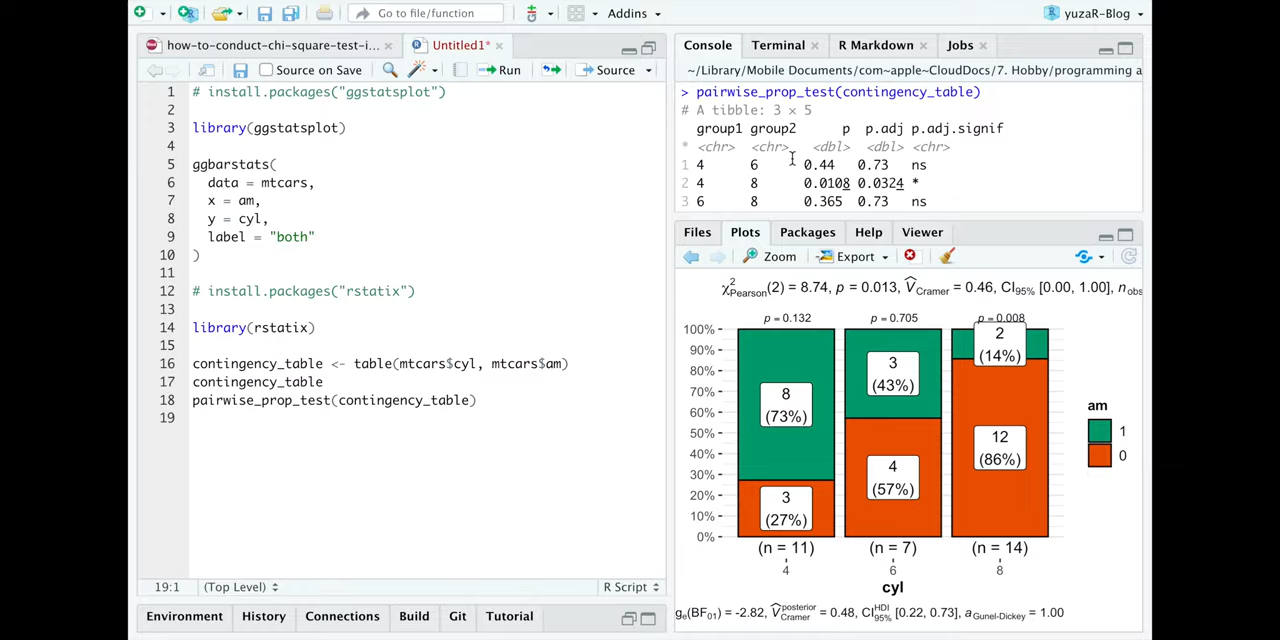 Go to file/function
Addins
yuzaR-Blog
how-to-conduct-chi-square-test-i...
Untitled1*
Source on Save
Run
Source
1 # install.packages("ggstatsplot")
2
3 library(ggstatsplot)
4
5 ggbarstats(
6 data = mtcars,
7 x = am,
8 y = cyl,
9 label = "both"
10 )
11
12 # install.packages("rstatix")
13
14 library(rstatix)
15
16 contingency_table <- table(mtcars$cyl, mtcars$am)
17 contingency_table
18 pairwise_prop_test(contingency_table)
19
19:1 (Top Level) R Script
Environment History Connections Build Git Tutorial
Console Terminal R Markdown Jobs
~/Library/Mobile Documents/com~apple~CloudDocs/7. Hobby/programming a
> pairwise_prop_test(contingency_table)
# A tibble: 3 × 5
group1 group2 p p.adj p.adj.signif
* <chr> <chr> <dbl> <dbl> <chr>
1 4 6 0.44 0.73 ns
2 4 8 0.0108 0.0324 *
3 6 8 0.365 0.73 ns
Files Plots Packages Help Viewer
Zoom Export
χ²Pearson(2) = 8.74, p = 0.013, V̂Cramer = 0.46, CI95% [0.00, 1.00], nobs
p = 0.132 p = 0.705 p = 0.008
100%
90%
80%
70%
60%
50%
40%
30%
20%
10%
0%
8
(73%)
3
(27%)
3
(43%)
4
(57%)
2
(14%)
12
(86%)
(n = 11) (n = 7) (n = 14)
4 6 8
cyl
am
1
0
ge(BF01) = -2.82, V̂posteriorCramer = 0.48, CIHDI95% [0.22, 0.73], aGunel-Dickey = 1.00